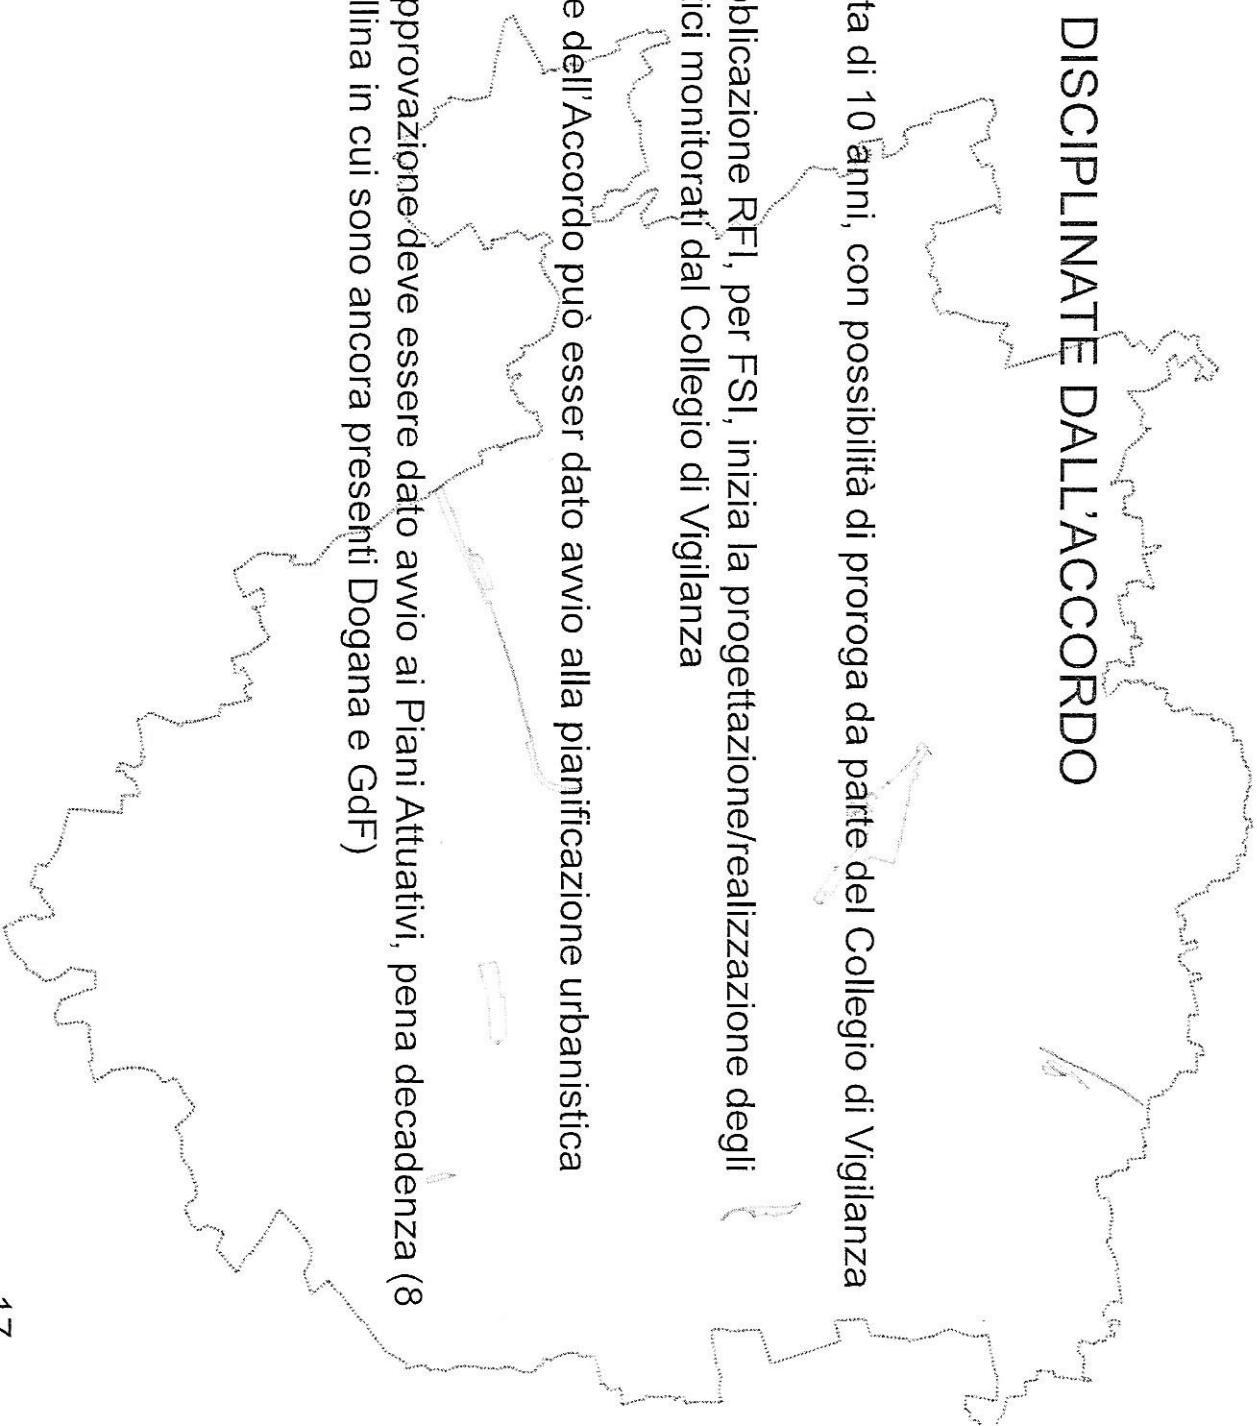 DISCIPLINATE DALL'ACCORDO
ta di 10 anni, con possibilità di proroga da parte del Collegio di Vigilanza
bblicazione RFI, per FSI, inizia la progettazione/realizzazione degli
ici monitorati dal Collegio di Vigilanza
e dell'Accordo può esser dato avvio alla pianificazione urbanistica
pprovazione deve essere dato avvio ai Piani Attuativi, pena decadenza (8
llina in cui sono ancora presenti Dogana e GdF)
17